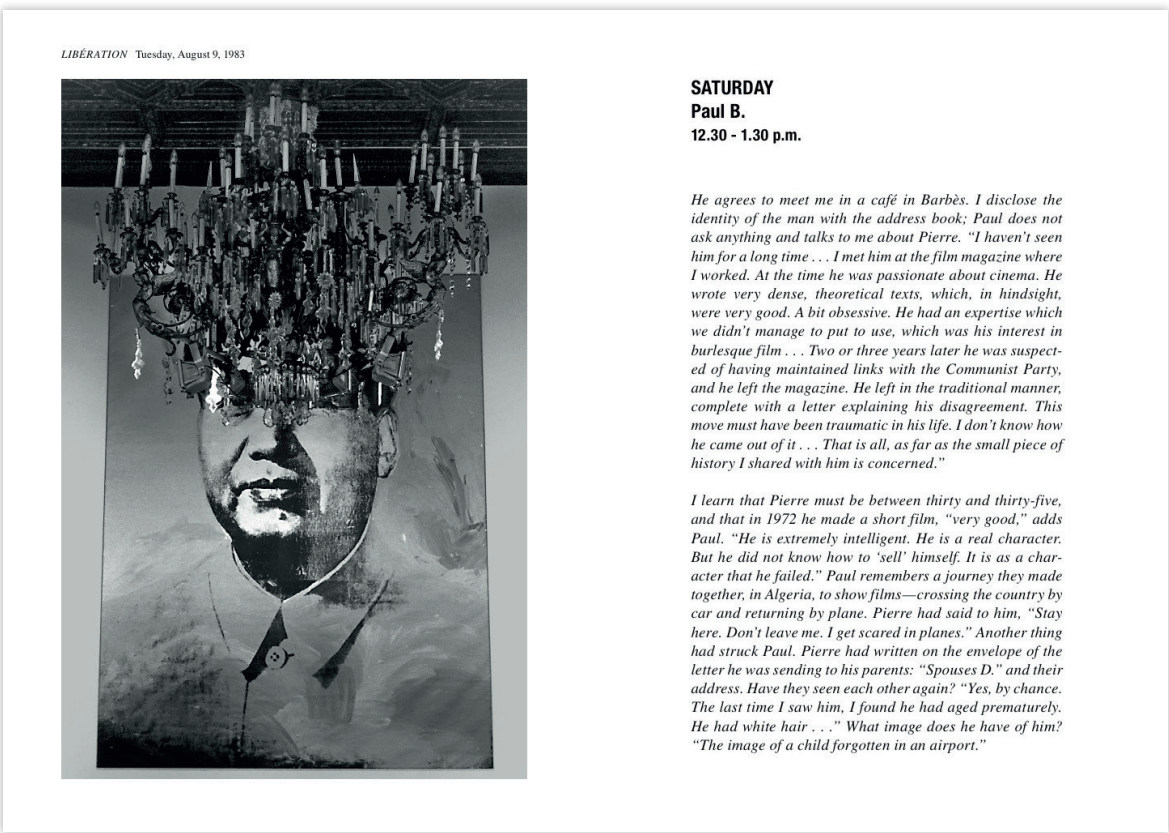 LIBÉRATION Tuesday, August 9, 1983
SATURDAY
Paul B.
12.30 - 1.30 p.m.
He agrees to meet me in a café in Barbès. I disclose the
identity of the man with the address book; Paul does not
ask anything and talks to me about Pierre. “I haven’t seen
him for a long time . . . I met him at the film magazine where
I worked. At the time he was passionate about cinema. He
wrote very dense, theoretical texts, which, in hindsight,
were very good. A bit obsessive. He had an expertise which
we didn’t manage to put to use, which was his interest in
burlesque film . . . Two or three years later he was suspect-
ed of having maintained links with the Communist Party,
and he left the magazine. He left in the traditional manner,
complete with a letter explaining his disagreement. This
move must have been traumatic in his life. I don’t know how
he came out of it . . . That is all, as far as the small piece of
history I shared with him is concerned.”
I learn that Pierre must be between thirty and thirty-five,
and that in 1972 he made a short film, “very good,” adds
Paul. “He is extremely intelligent. He is a real character.
But he did not know how to ‘sell’ himself. It is as a char-
acter that he failed.” Paul remembers a journey they made
together, in Algeria, to show films—crossing the country by
car and returning by plane. Pierre had said to him, “Stay
here. Don’t leave me. I get scared in planes.” Another thing
had struck Paul. Pierre had written on the envelope of the
letter he was sending to his parents: “Spouses D.” and their
address. Have they seen each other again? “Yes, by chance.
The last time I saw him, I found he had aged prematurely.
He had white hair . . .” What image does he have of him?
“The image of a child forgotten in an airport.”